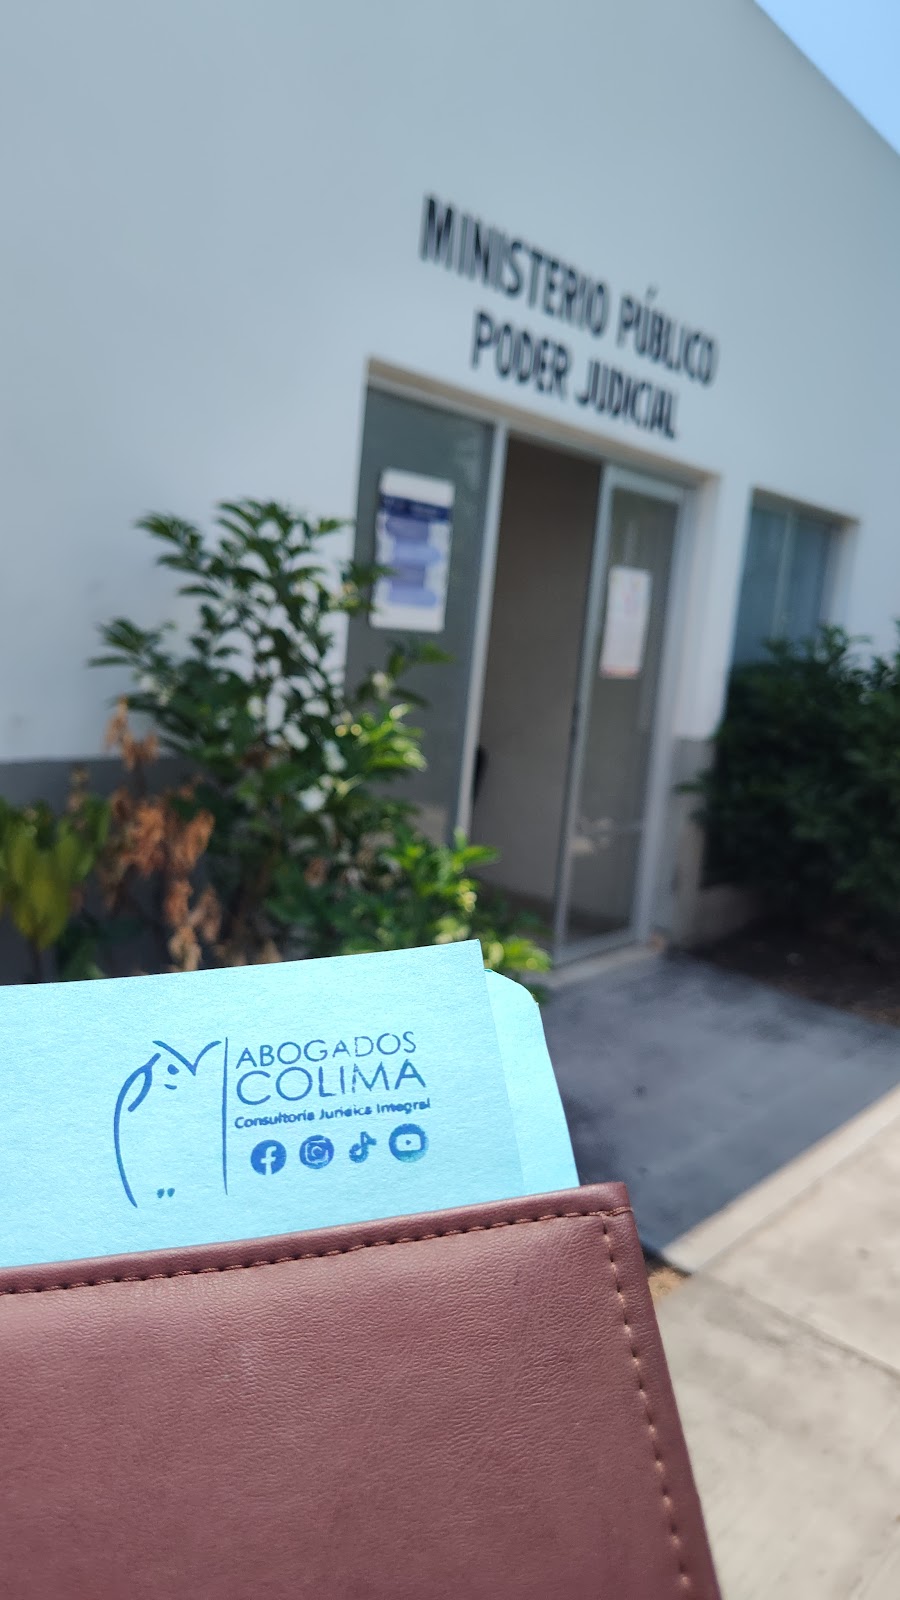 MINISTERIO PÚBLICO
PODER JUDICIAL
ABOGADOS
COLIMA
Consultoría Jurídica Integral